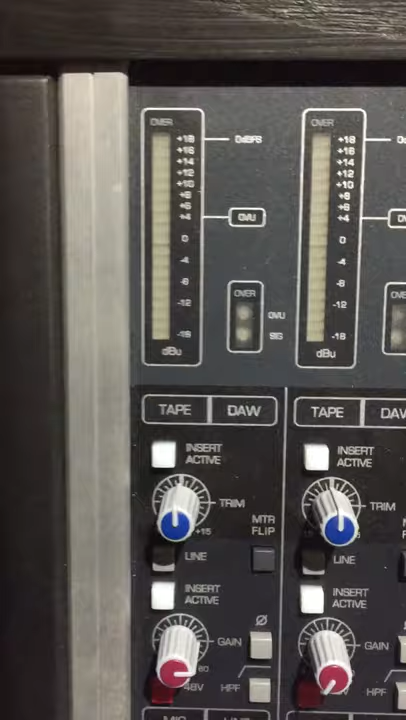 OVER
+18
+16
+14
+12
+10
+8
+6
+4
0
-4
-8
-12
-18
dBu
0dBFS
0VU
OVER
0VU
SIG
OVER
+18
+16
+14
+12
+10
+8
+6
+4
0
-4
-8
-12
-18
dBu
TAPE DAW
INSERT
ACTIVE
TRIM
+15
MTR
FLIP
LINE
INSERT
ACTIVE
Ø
GAIN
60
48V
HPF
TAPE
INSERT
ACTIVE
TRIM
LINE
INSERT
ACTIVE
GAIN
HPF